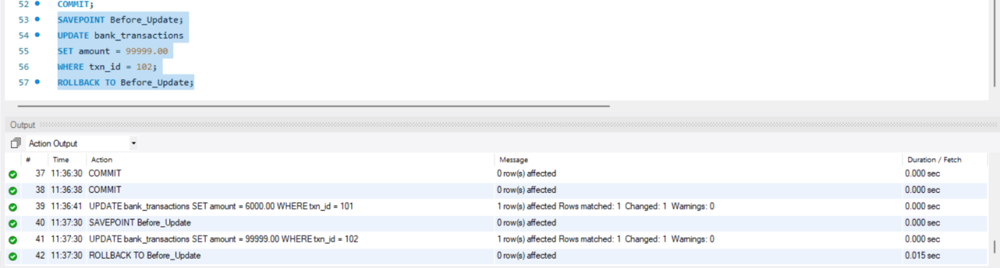 52 COMMIT;
53 SAVEPOINT Before_Update;
54 UPDATE bank_transactions
55 SET amount = 99999.00
56 WHERE txn_id = 102;
57 ROLLBACK TO Before_Update;
Output
Action Output
# Time Action Message Duration / Fetch
37 11:36:30 COMMIT 0 row(s) affected 0.000 sec
38 11:36:38 COMMIT 0 row(s) affected 0.000 sec
39 11:36:41 UPDATE bank_transactions SET amount = 6000.00 WHERE txn_id = 101 1 row(s) affected Rows matched: 1 Changed: 1 Warnings: 0 0.000 sec
40 11:37:30 SAVEPOINT Before_Update 0 row(s) affected 0.000 sec
41 11:37:30 UPDATE bank_transactions SET amount = 99999.00 WHERE txn_id = 102 1 row(s) affected Rows matched: 1 Changed: 1 Warnings: 0 0.000 sec
42 11:37:30 ROLLBACK TO Before_Update 0 row(s) affected 0.015 sec